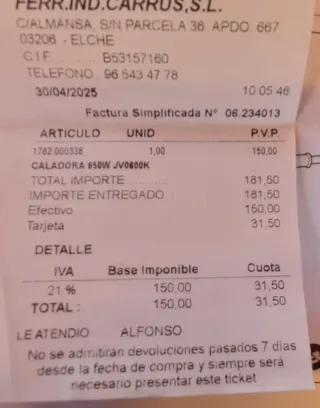 FERR.IND.CARRUS,S.L.
C/ALMANSA, S/N PARCELA 36 APDO. 667
03206 - ELCHE
C.I.F. ........ B53157160
TELEFONO 96 543 47 78
30/04/2025 10:05:46
Factura Simplificada Nº 06.234013
ARTICULO UNID P.V.P.
1782.000338 1,00 150,00
CALADORA 650W JV0600K
TOTAL IMPORTE 181,50
IMPORTE ENTREGADO : 181,50
Efectivo 150,00
Tarjeta 31,50
DETALLE
IVA Base Imponible Cuota
21 % 150,00 31,50
TOTAL : 150,00 31,50
LE ATENDIO ALFONSO
No se admitirán devoluciones pasados 7 días
desde la fecha de compra y siempre será
necesario presentar este ticket